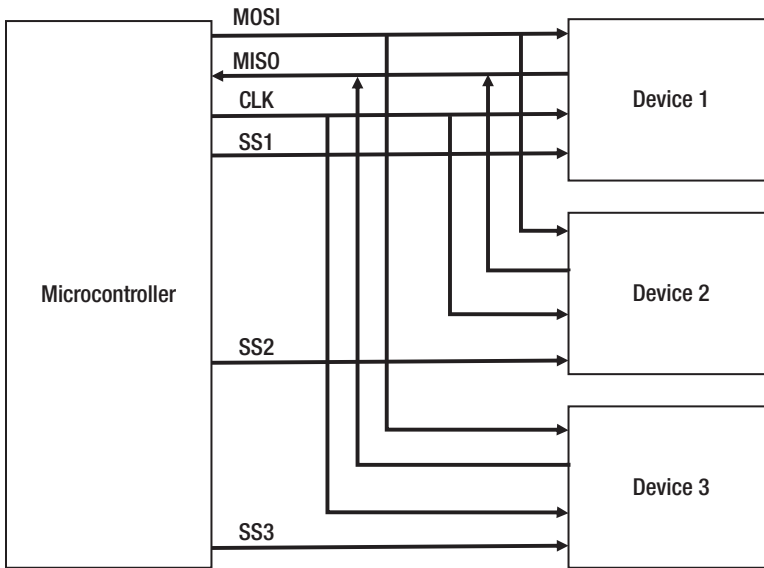 MOSI
MISO
CLK
SS1
Device 1
Microcontroller
Device 2
SS2
Device 3
SS3